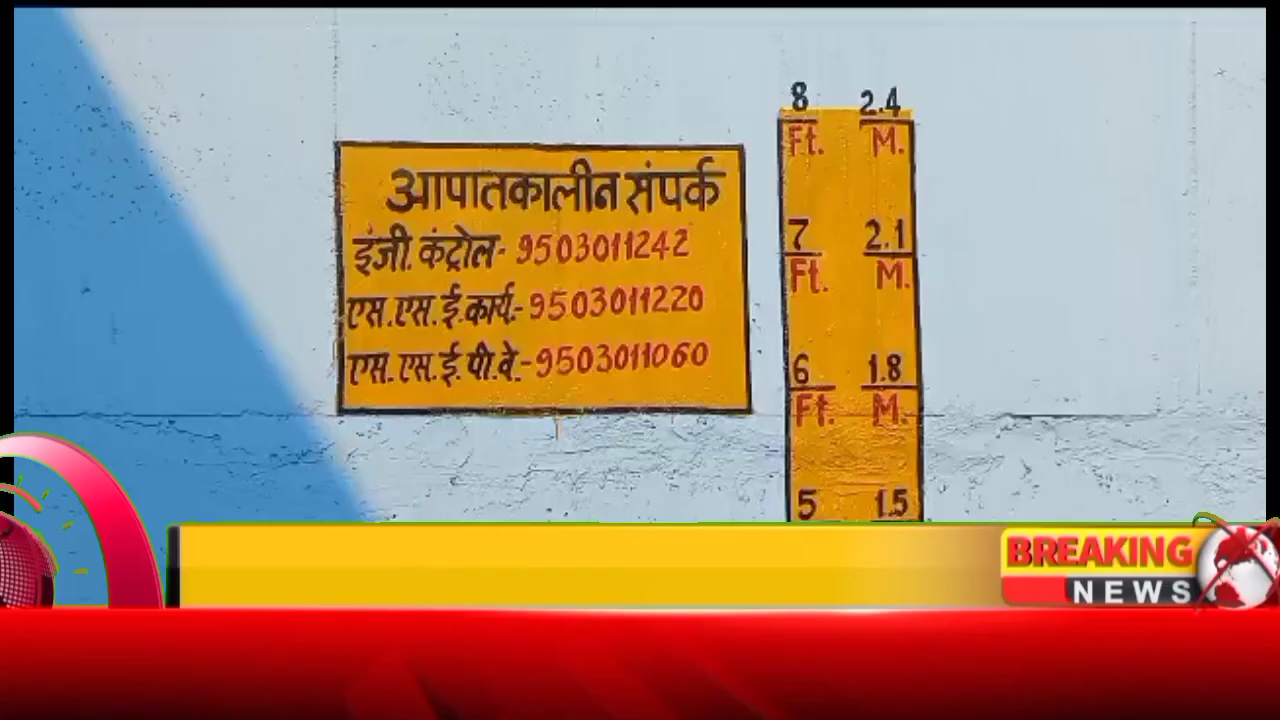 आपातकालीन संपर्क
इंजी. कंट्रोल- 9503011242
एस.एस.ई.कार्य.- 9503011220
एस.एस.ई.पी.वे.-9503011060
8 2.4
Ft. M.
7 2.1
Ft. M.
6 1.8
Ft. M.
5 1.5
BREAKING
NEWS